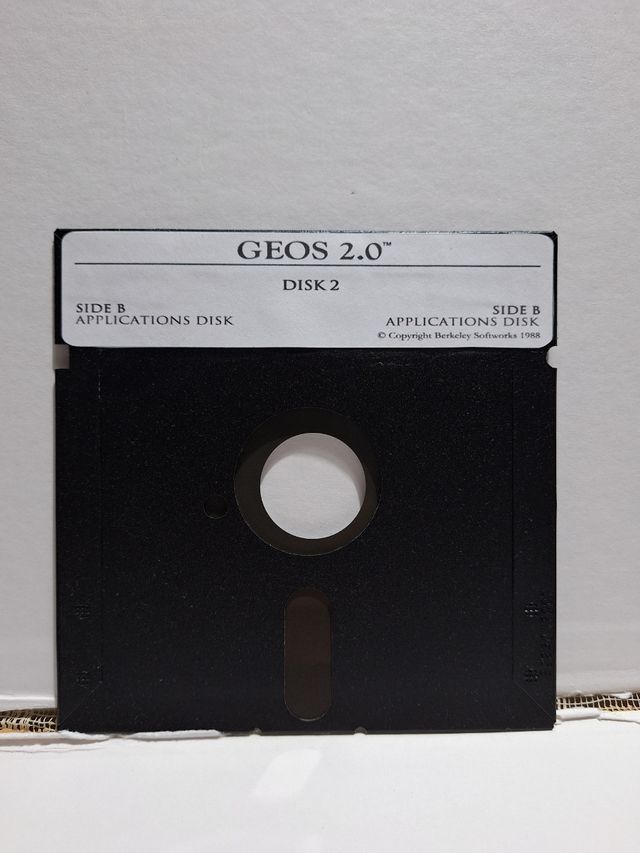 GEOS 2.0™
DISK 2
SIDE B
APPLICATIONS DISK
SIDE B
APPLICATIONS DISK
© Copyright Berkeley Softworks 1988